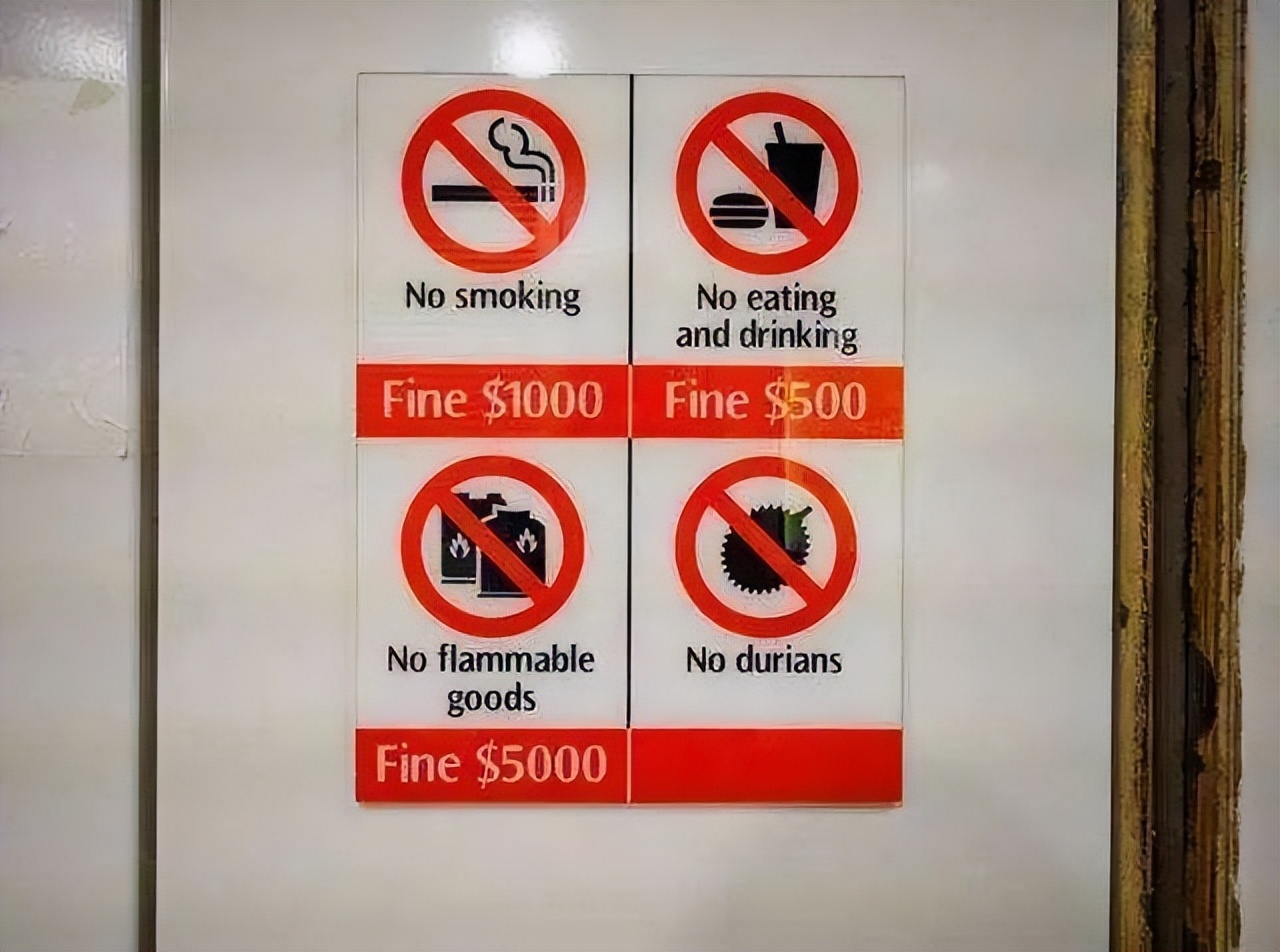 No smoking
Fine $1000
No eating
and drinking
Fine $500
No flammable
goods
Fine $5000
No durians